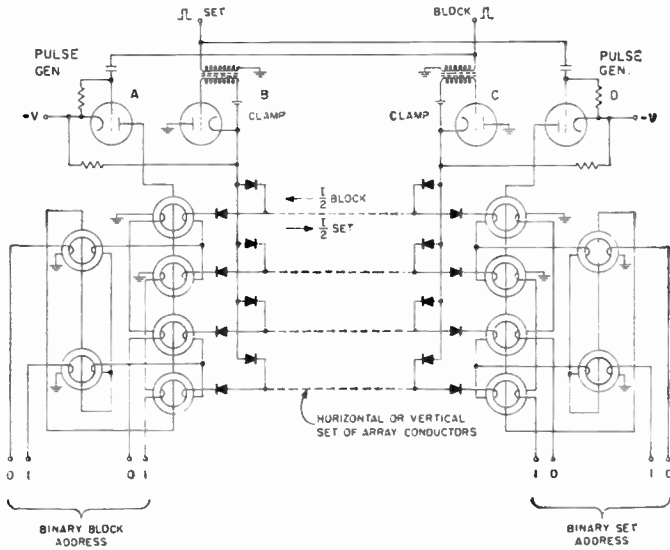 SET
BLOCK
PULSE
GEN
A
B
CLAMP
C
CLAMP
PULSE
GEN.
D
-V
-V
I/2 BLOCK
I/2 SET
HORIZONTAL OR VERTICAL
SET OF ARRAY CONDUCTORS
0 1 0 1
1 0 1 0
BINARY BLOCK
ADDRESS
BINARY SET
ADDRESS